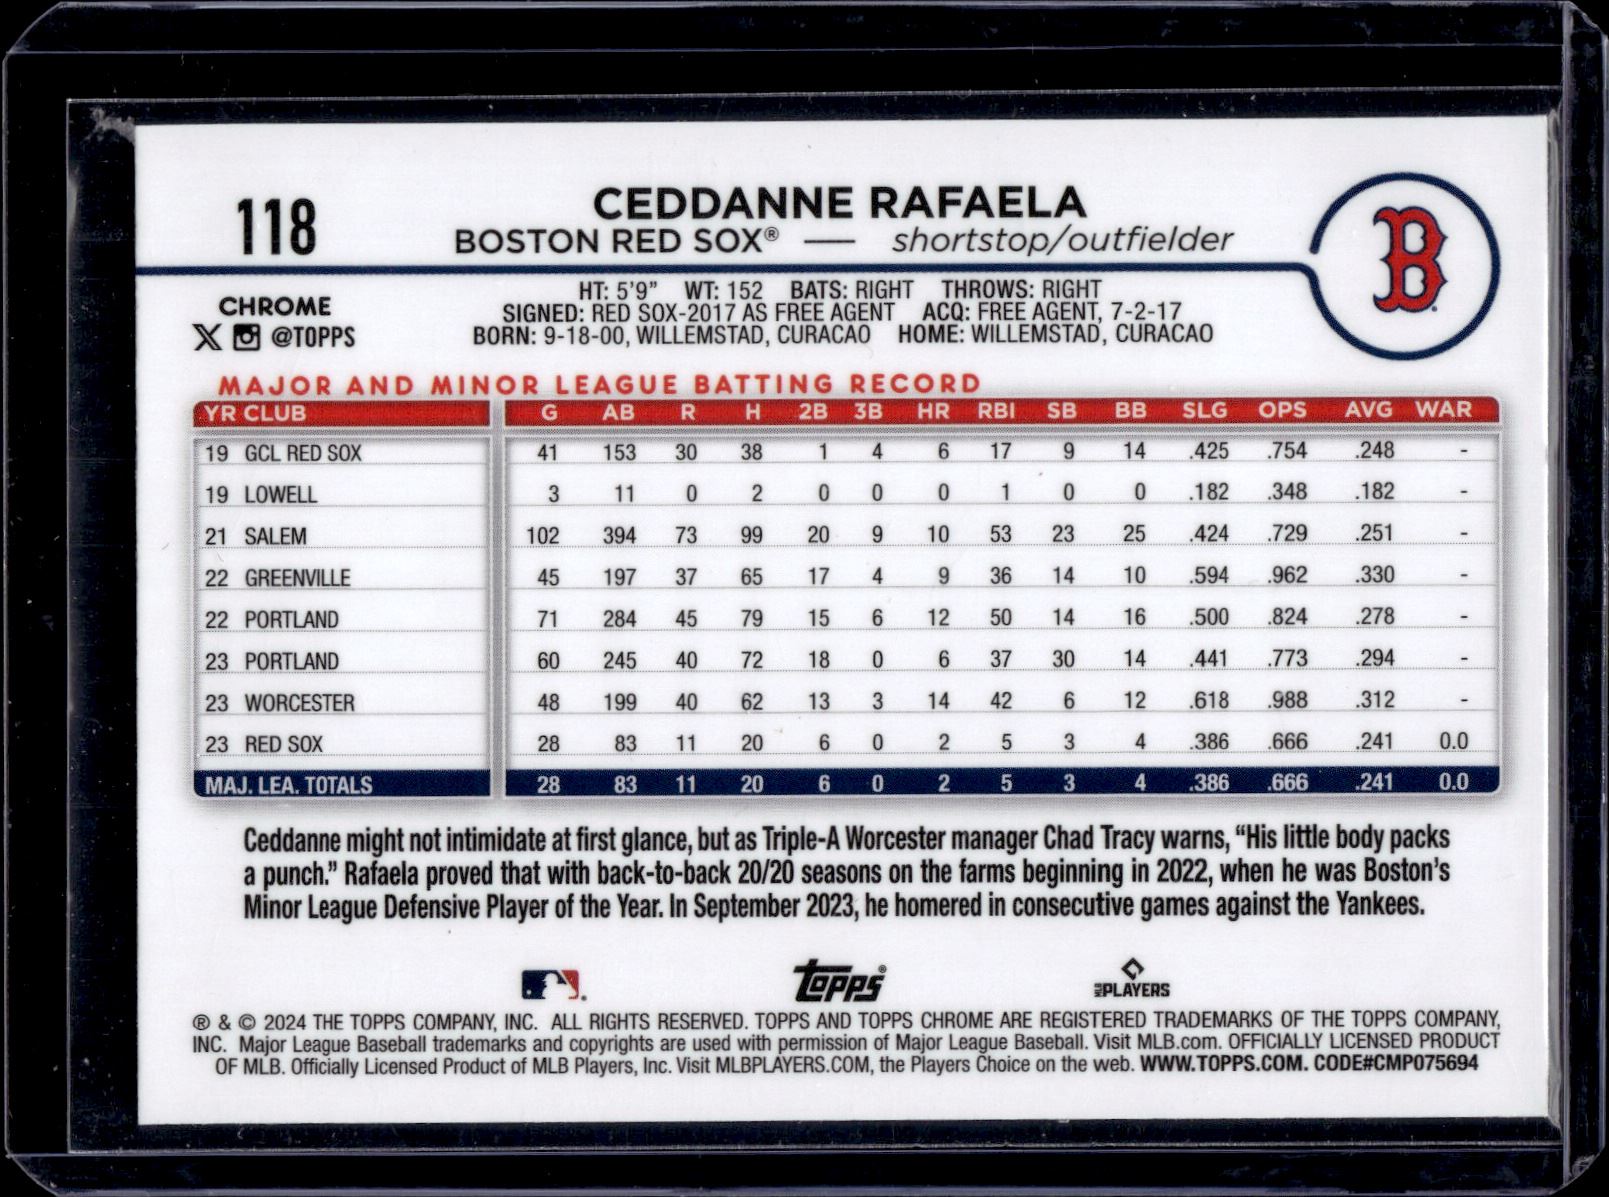 118
CEDDANNE RAFAELA
BOSTON RED SOX® — shortstop/outfielder
B
CHROME
X @TOPPS
HT: 5'9” WT: 152 BATS: RIGHT THROWS: RIGHT
SIGNED: RED SOX-2017 AS FREE AGENT ACQ: FREE AGENT, 7-2-17
BORN: 9-18-00, WILLEMSTAD, CURACAO HOME: WILLEMSTAD, CURACAO
MAJOR AND MINOR LEAGUE BATTING RECORD
YR CLUB G AB R H 2B 3B HR RBI SB BB SLG OPS AVG WAR
19 GCL RED SOX 41 153 30 38 1 4 6 17 9 14 .425 .754 .248 -
19 LOWELL 3 11 0 2 0 0 0 1 0 0 .182 .348 .182 -
21 SALEM 102 394 73 99 20 9 10 53 23 25 .424 .729 .251 -
22 GREENVILLE 45 197 37 65 17 4 9 36 14 10 .594 .962 .330 -
22 PORTLAND 71 284 45 79 15 6 12 50 14 16 .500 .824 .278 -
23 PORTLAND 60 245 40 72 18 0 6 37 30 14 .441 .773 .294 -
23 WORCESTER 48 199 40 62 13 3 14 42 6 12 .618 .988 .312 -
23 RED SOX 28 83 11 20 6 0 2 5 3 4 .386 .666 .241 0.0
MAJ. LEA. TOTALS 28 83 11 20 6 0 2 5 3 4 .386 .666 .241 0.0
Ceddanne might not intimidate at first glance, but as Triple-A Worcester manager Chad Tracy warns, “His little body packs
a punch.” Rafaela proved that with back-to-back 20/20 seasons on the farms beginning in 2022, when he was Boston's
Minor League Defensive Player of the Year. In September 2023, he homered in consecutive games against the Yankees.
Topps®
MLB PLAYERS
® & © 2024 THE TOPPS COMPANY, INC. ALL RIGHTS RESERVED. TOPPS AND TOPPS CHROME ARE REGISTERED TRADEMARKS OF THE TOPPS COMPANY,
INC. Major League Baseball trademarks and copyrights are used with permission of Major League Baseball. Visit MLB.com. OFFICIALLY LICENSED PRODUCT
OF MLB. Officially Licensed Product of MLB Players, Inc. Visit MLBPLAYERS.COM, the Players Choice on the web. WWW.TOPPS.COM. CODE#CMP075694